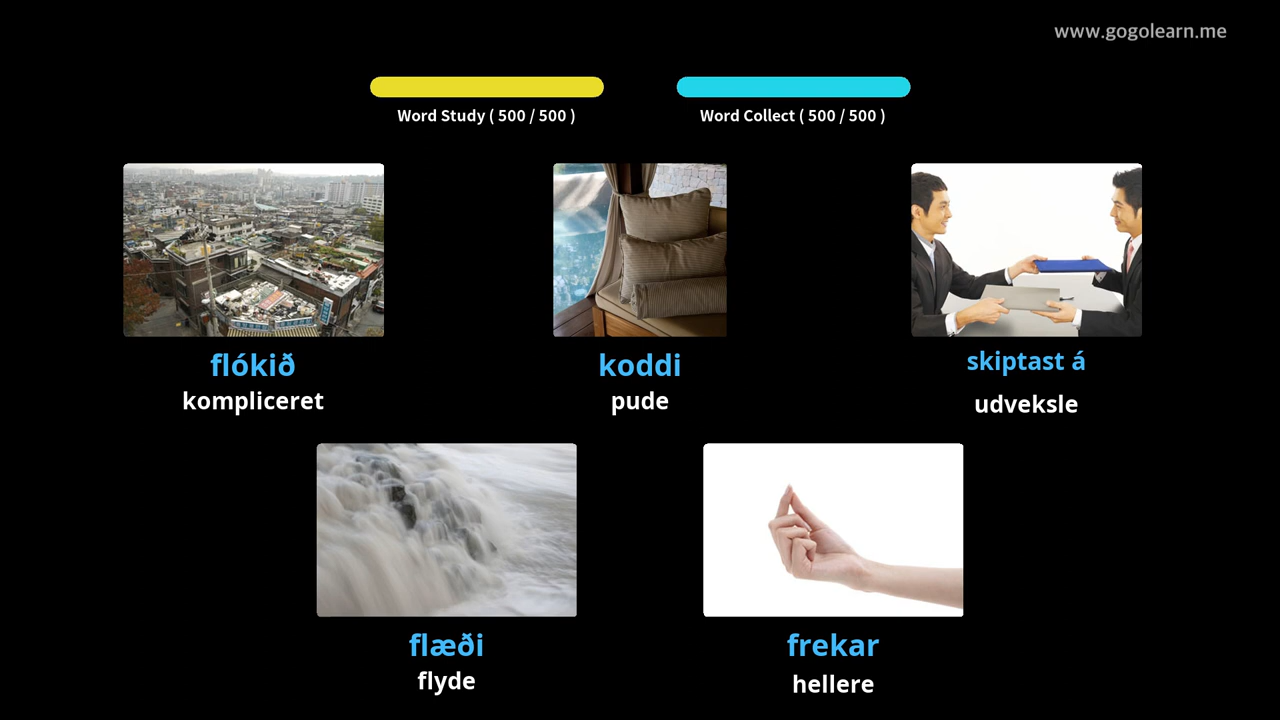 www.gogolearn.me
Word Study ( 500 / 500 )
Word Collect ( 500 / 500 )
flókið
kompliceret
koddi
pude
skiptast á
udveksle
flæði
flyde
frekar
hellere